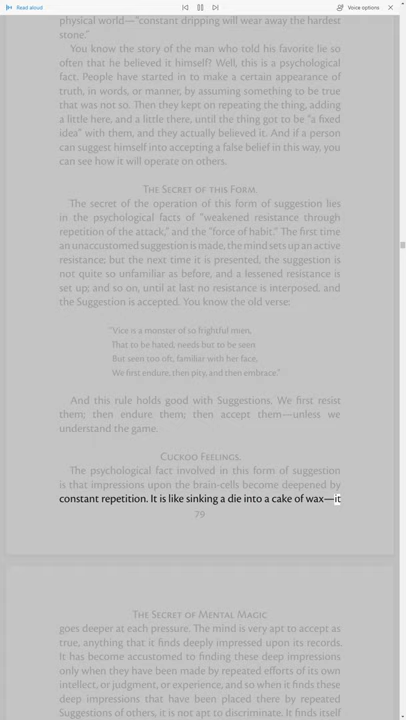 Read aloud
Voice options
physical world—"constant dripping will wear away the hardest
stone."
You know the story of the man who told his favorite lie so
often that he believed it himself? Well, this is a psychological
fact. People have started in to make a certain appearance of
truth, in words, or manner, by assuming something to be true
that was not so. Then they kept on repeating the thing, adding
a little here, and a little there, until the thing got to be "a fixed
idea" with them, and they actually believed it. And if a person
can suggest himself into accepting a false belief in this way, you
can see how it will operate on others.
The Secret of this Form.
The secret of the operation of this form of suggestion lies
in the psychological facts of "weakened resistance through
repetition of the attack," and the "force of habit." The first time
an unaccustomed suggestion is made, the mind sets up an active
resistance; but the next time it is presented, the suggestion is
not quite so unfamiliar as before, and a lessened resistance is
set up; and so on, until at last no resistance is interposed, and
the Suggestion is accepted. You know the old verse:
"Vice is a monster of so frightful mien,
That to be hated, needs but to be seen
But seen too oft, familiar with her face,
We first endure, then pity, and then embrace."
And this rule holds good with Suggestions. We first resist
them; then endure them; then accept them—unless we
understand the game.
Cuckoo Feelings.
The psychological fact involved in this form of suggestion
is that impressions upon the brain-cells become deepened by
constant repetition. It is like sinking a die into a cake of wax—it
79
The Secret of Mental Magic
goes deeper at each pressure. The mind is very apt to accept as
true, anything that it finds deeply impressed upon its records.
It has become accustomed to finding these deep impressions
only when they have been made by repeated efforts of its own
intellect, or judgment, or experience, and so when it finds these
deep impressions that have been placed there by repeated
Suggestions of others, it is not apt to discriminate. It finds itself